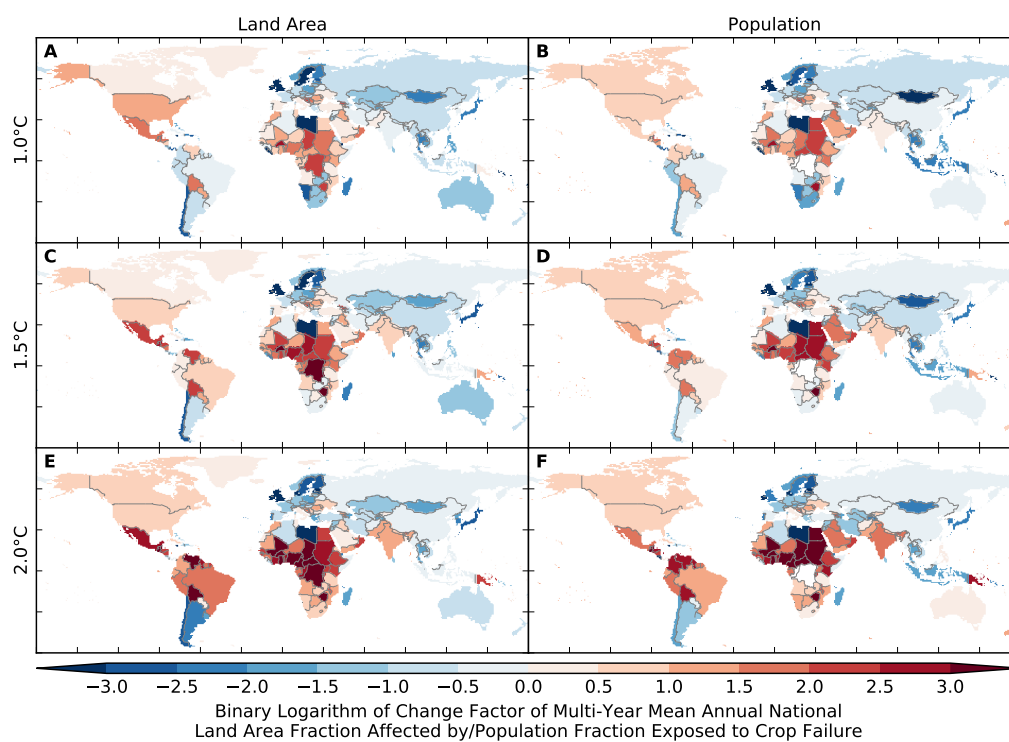 Land Area
Population
A
B
1.0°C
C
D
1.5°C
E
F
2.0°C
−3.0 −2.5 −2.0 −1.5 −1.0 −0.5 0.0 0.5 1.0 1.5 2.0 2.5 3.0
Binary Logarithm of Change Factor of Multi-Year Mean Annual National
Land Area Fraction Affected by/Population Fraction Exposed to Crop Failure